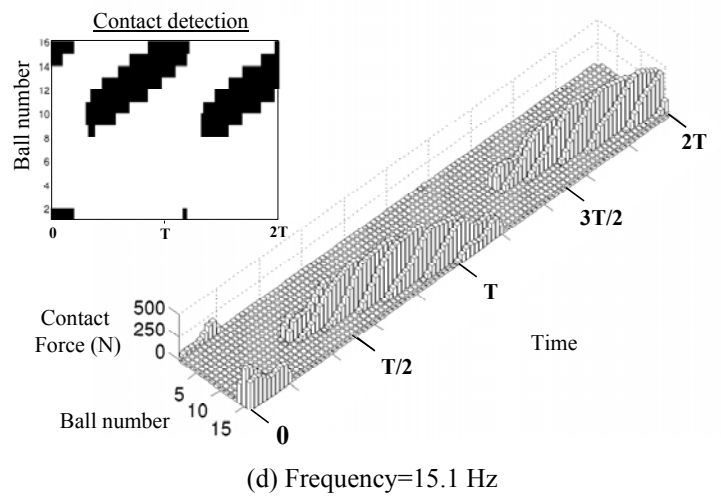 Contact detection
Ball number
16
14
12
10
8
6
4
2
0 T 2T
500
250
0
Contact
Force (N)
5
10
15
Ball number
0
T/2
T
3T/2
2T
Time
(d) Frequency=15.1 Hz